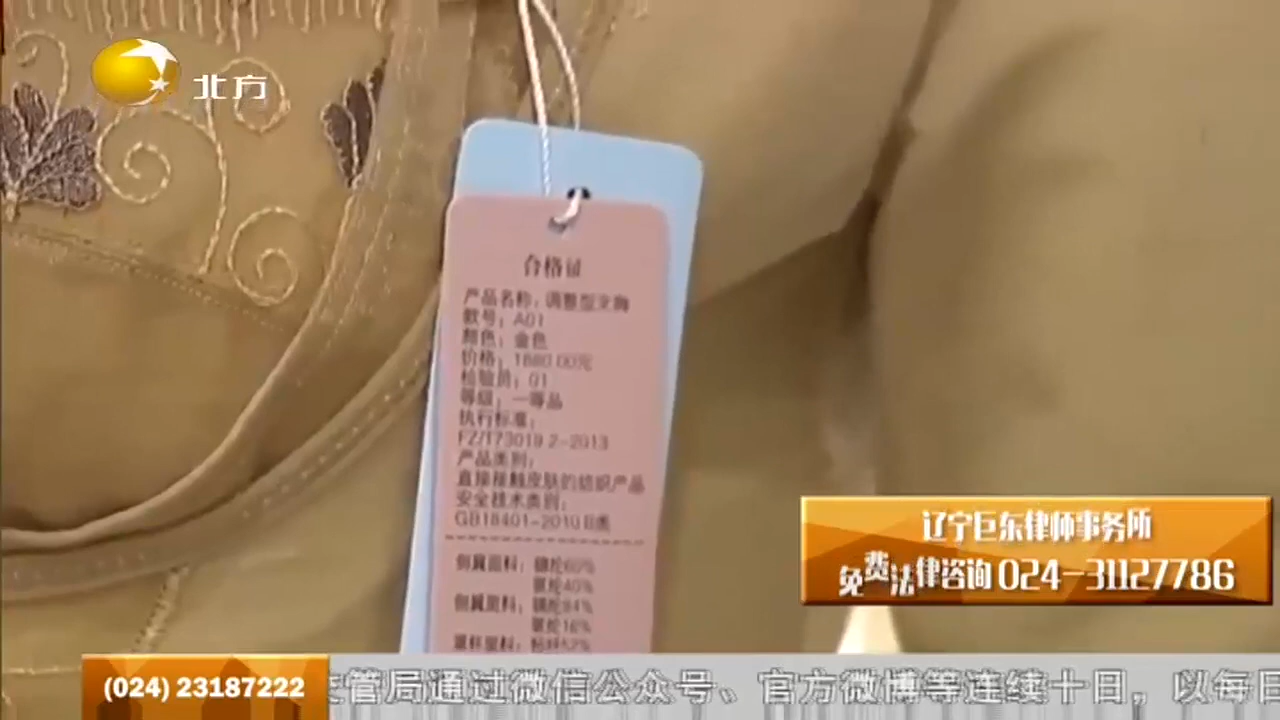 北方
合格证
产品名称：调整型文胸
款号：A01
颜色：金色
价格：1680.00元
检验员：01
等级：一等品
执行标准：
FZ/T73019.2-2013
产品类别：
直接接触皮肤的纺织产品
安全技术类别：
GB18401-2010 B类
侧翼面料：锦纶60%
氨纶40%
侧翼里料：锦纶84%
氨纶16%
辽宁巨东律师事务所
免费法律咨询 024-31127786
(024) 23187222
管局通过微信公众号、官方微博等连续十日，以每日